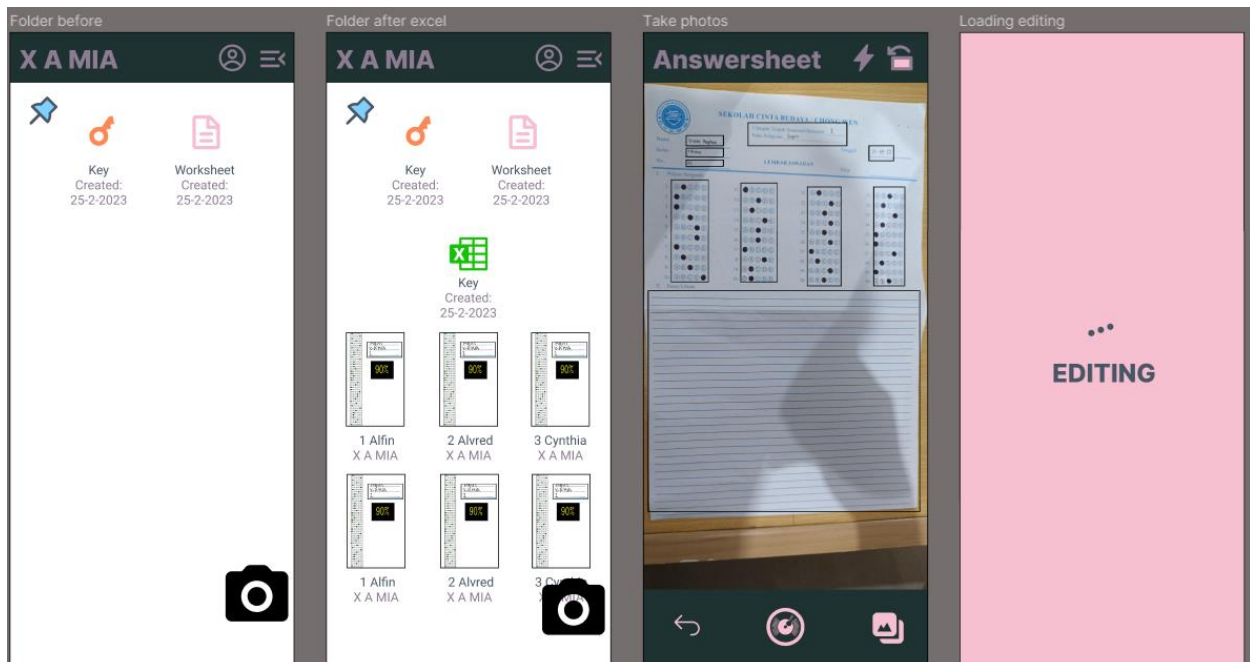 Folder before
X A MIA
Key
Created:
25-2-2023
Worksheet
Created:
25-2-2023
Folder after excel
X A MIA
Key
Created:
25-2-2023
Worksheet
Created:
25-2-2023
Key
Created:
25-2-2023
90%
90%
90%
1 Alfin
X A MIA
2 Alvred
X A MIA
3 Cynthia
X A MIA
90%
90%
90%
1 Alfin
X A MIA
2 Alvred
X A MIA
3
Take photos
Answersheet
SEKOLAH CINTA BUDAYA / CHONG WEN
LEMBAR JAWABAN
Loading editing
EDITING